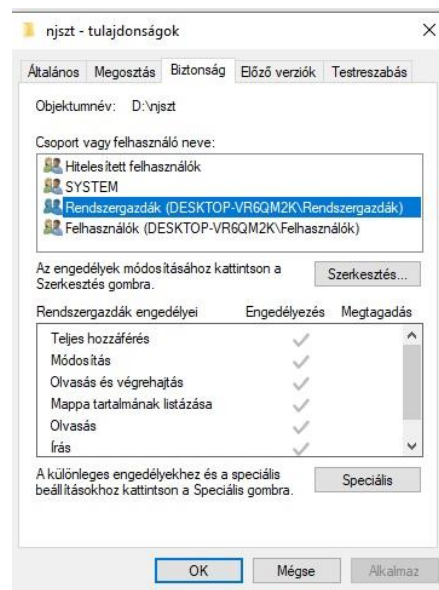 njszt - tulajdonságok
Általános Megosztás Biztonság Előző verziók Testreszabás
Objektumnév: D:\njszt
Csoport vagy felhasználó neve:
Hitelesített felhasználók
SYSTEM
Rendszergazdák (DESKTOP-VR6QM2K\Rendszergazdák)
Felhasználók (DESKTOP-VR6QM2K\Felhasználók)
Az engedélyek módosításához kattintson a
Szerkesztés gombra.
Szerkesztés...
Rendszergazdák engedélyei Engedélyezés Megtagadás
Teljes hozzáférés
Módosítás
Olvasás és végrehajtás
Mappa tartalmának listázása
Olvasás
Írás
A különleges engedélyekhez és a speciális
beállításokhoz kattintson a Speciális gombra.
Speciális
OK Mégse Alkalmaz